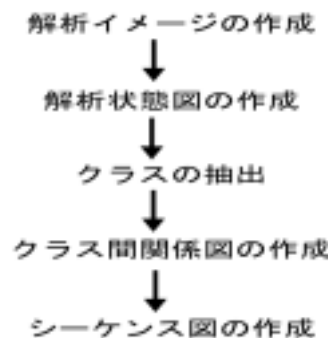 解析イメージの作成
解析状態図の作成
クラスの抽出
クラス間関係図の作成
シーケンス図の作成